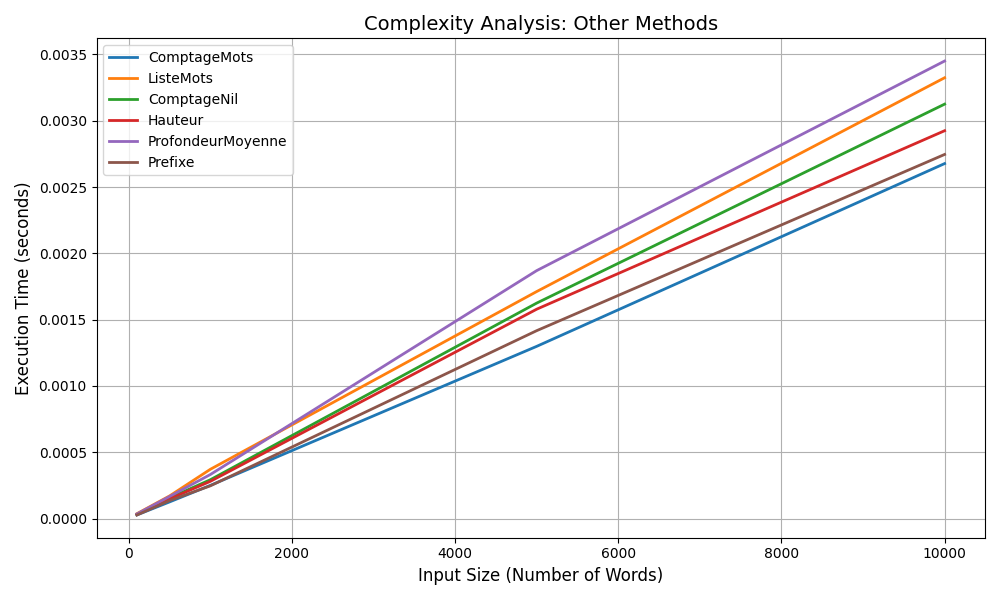 Complexity Analysis: Other Methods
ComptageMots
ListeMots
ComptageNil
Hauteur
ProfondeurMoyenne
Prefixe
Execution Time (seconds)
0.0035
0.0030
0.0025
0.0020
0.0015
0.0010
0.0005
0.0000
0 2000 4000 6000 8000 10000
Input Size (Number of Words)